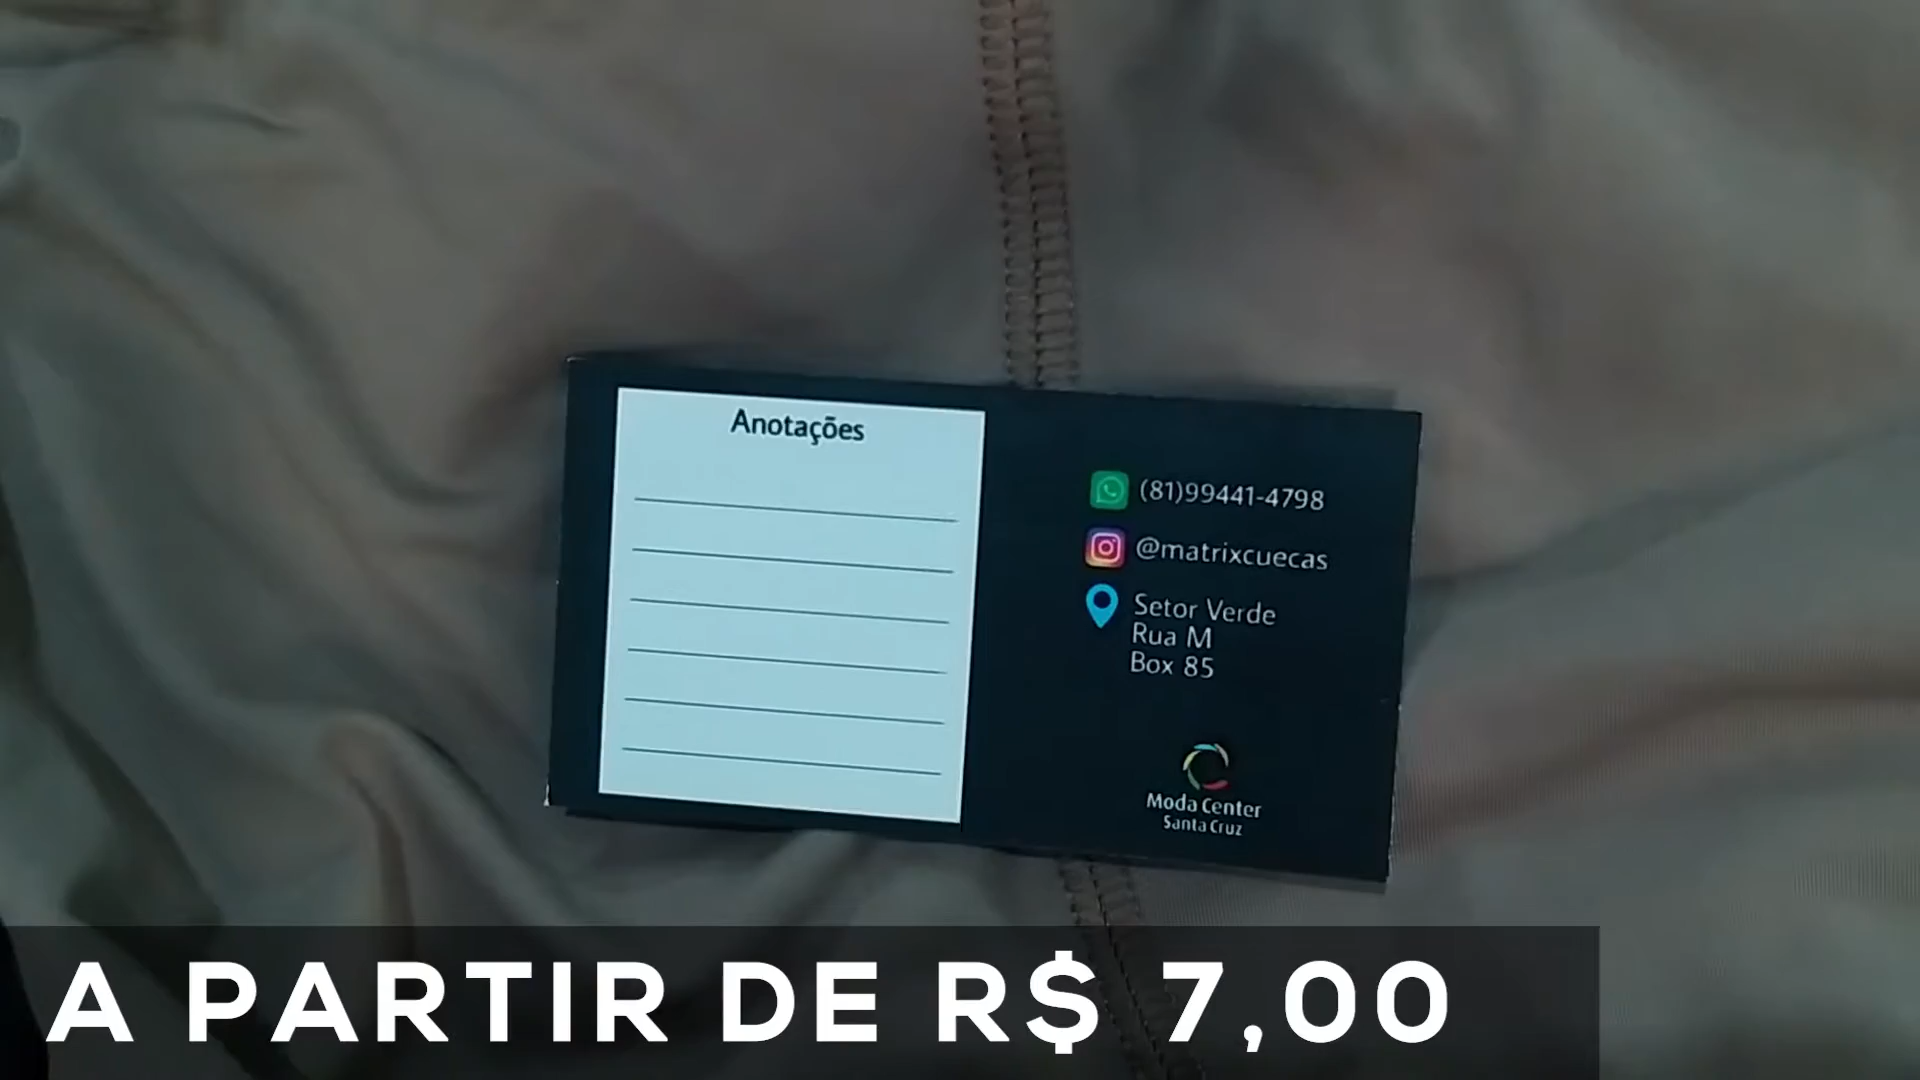 Anotações
(81)99441-4798
@matrixcuecas
Setor Verde
Rua M
Box 85
Moda Center
Santa Cruz
A PARTIR DE R$ 7,00